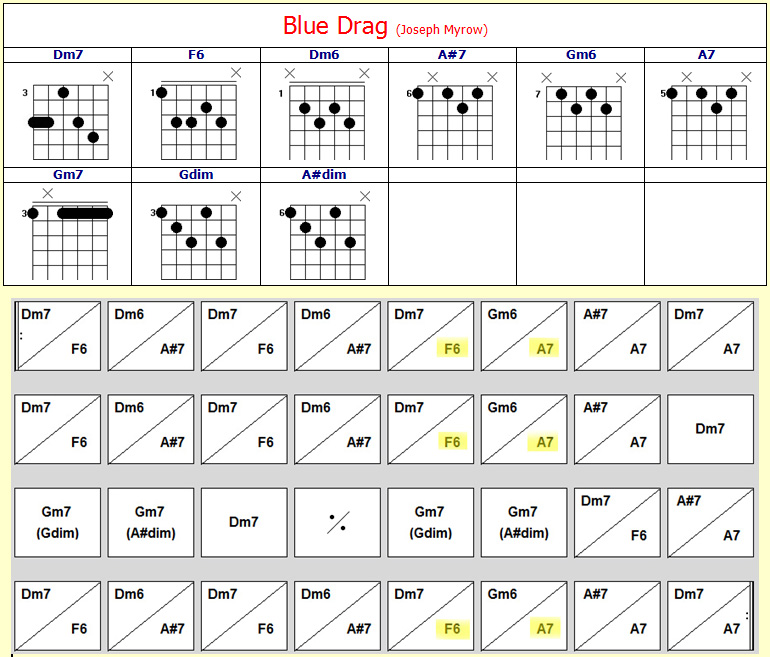 Blue Drag (Joseph Myrow)
Dm7 F6 Dm6 A#7 Gm6 A7
3 1 1 6 7 5
Gm7 Gdim A#dim
3 3 6
Dm7 Dm6 Dm7 Dm6 Dm7 Gm6 A#7 Dm7
F6 A#7 F6 A#7 F6 A7 A7 A7
Dm7 Dm6 Dm7 Dm6 Dm7 Gm6 A#7 Dm7
F6 A#7 F6 A#7 F6 A7 A7
Gm7 Gm7 Dm7 Gm7 Gm7 Dm7 A#7
(Gdim) (A#dim) (Gdim) (A#dim) F6 A7
Dm7 Dm6 Dm7 Dm6 Dm7 Gm6 A#7 Dm7
F6 A#7 F6 A#7 F6 A7 A7 A7